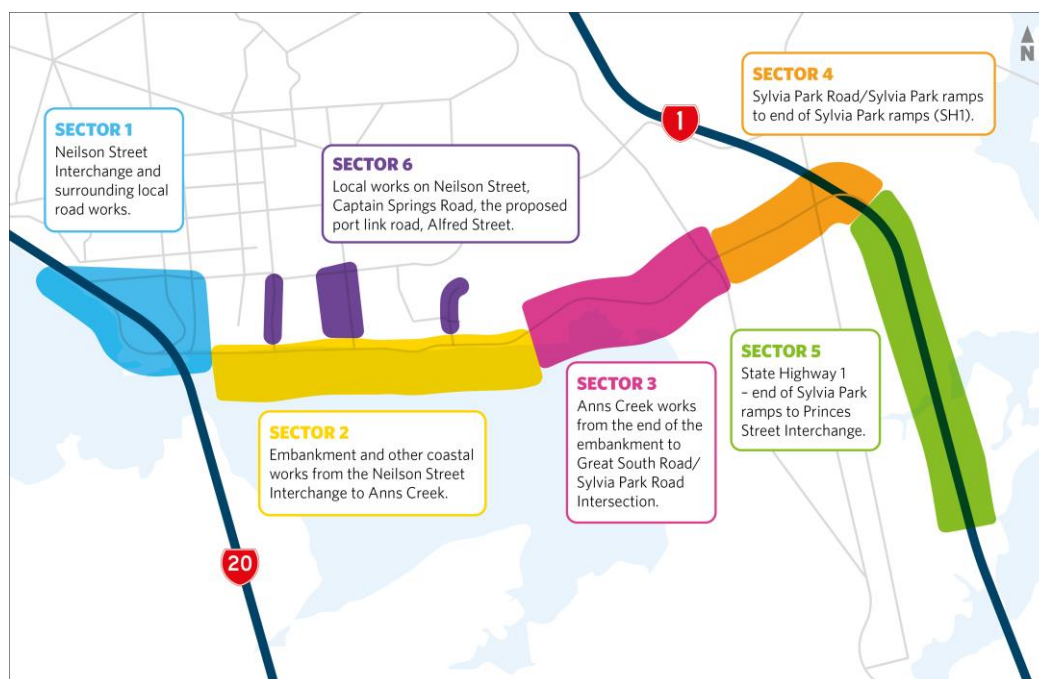 SECTOR 1
Neilson Street
Interchange and
surrounding local
road works.
SECTOR 6
Local works on Neilson Street,
Captain Springs Road, the proposed
port link road, Alfred Street.
1
SECTOR 4
Sylvia Park Road/Sylvia Park ramps
to end of Sylvia Park ramps (SH1).
N
SECTOR 2
Embankment and other coastal
works from the Neilson Street
Interchange to Anns Creek.
SECTOR 3
Anns Creek works
from the end of the
embankment to
Great South Road/
Sylvia Park Road
Intersection.
SECTOR 5
State Highway 1
– end of Sylvia Park
ramps to Princes
Street Interchange.
20